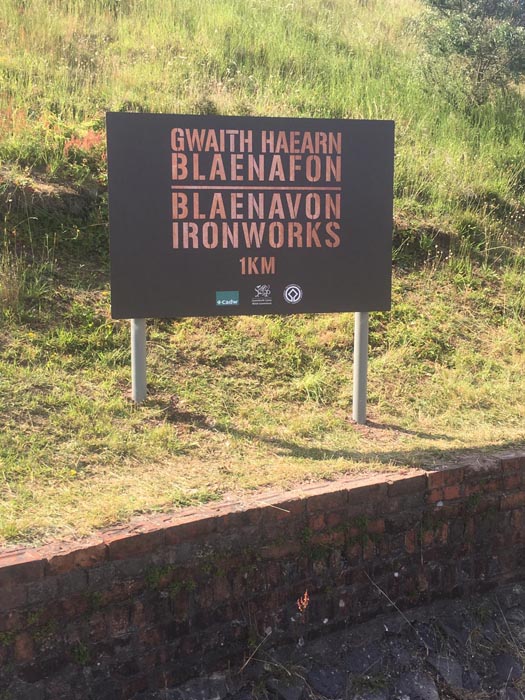 GWAITH HAEARN
BLAENAFON
BLAENAVON
IRONWORKS
1KM
cadw